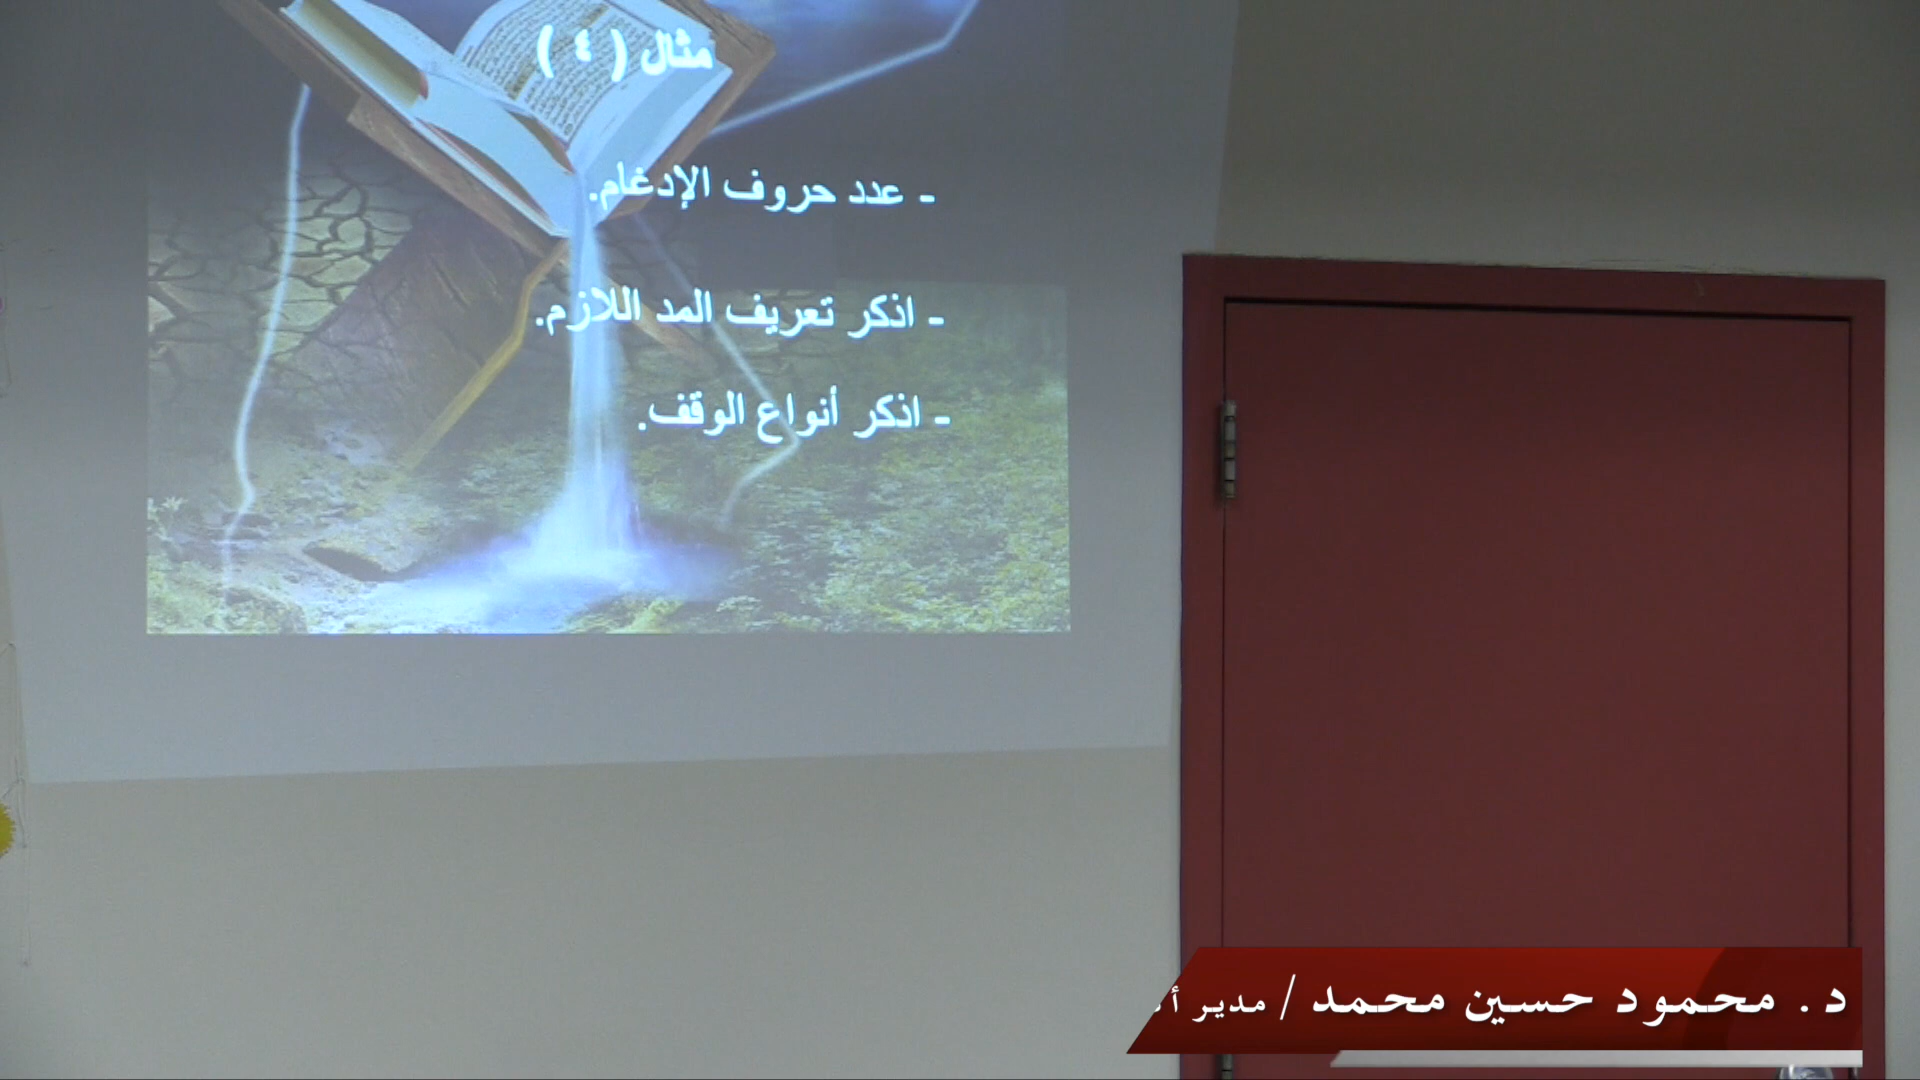 مثال ( ٤ )
- عدد حروف الإدغام.
- اذكر تعريف المد اللازم.
- اذكر أنواع الوقف.
د . محمود حسين محمد / مدير